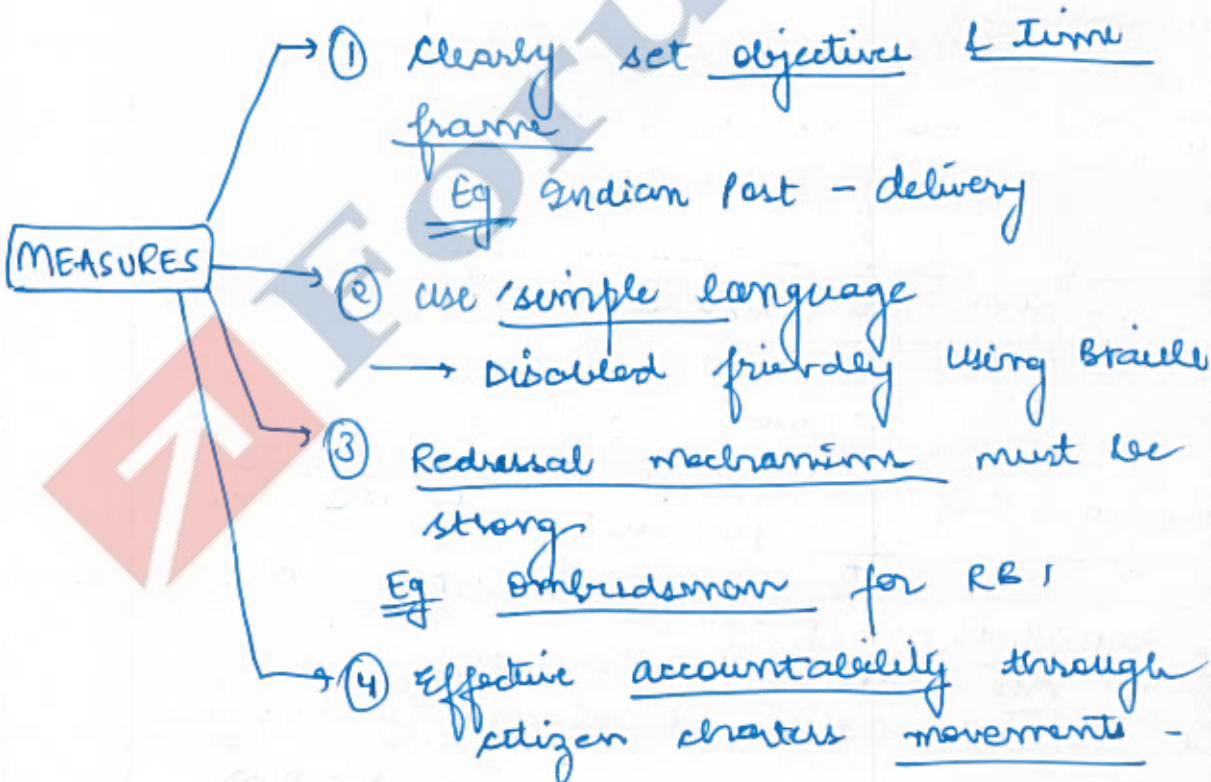 ① Clearly set objectives & Time
frame
Eg Indian Post - delivery
MEASURES
② use simple language
→ Disabled friendly using Braille
③ Redressal mechanism must be
strong
Eg Ombudsman for RBI
④ Effective accountability through
citizen charters movements -
Foru